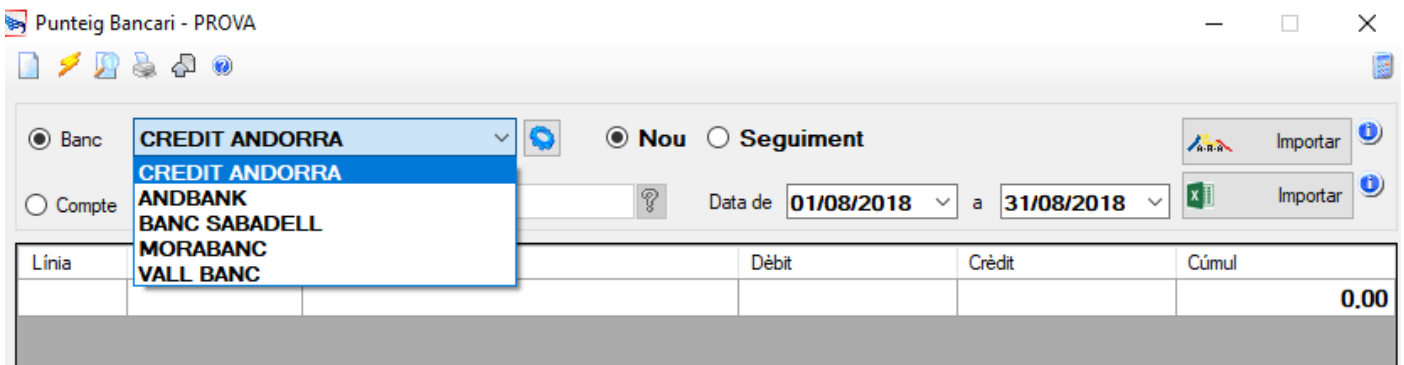 Punteig Bancari - PROVA
Banc CREDIT ANDORRA Nou Seguiment Importar
CREDIT ANDORRA
ANDBANK
Compte Data de 01/08/2018 a 31/08/2018 Importar
BANC SABADELL
MORABANC
VALL BANC
Línia Dèbit Crèdit Cúmul
0.00